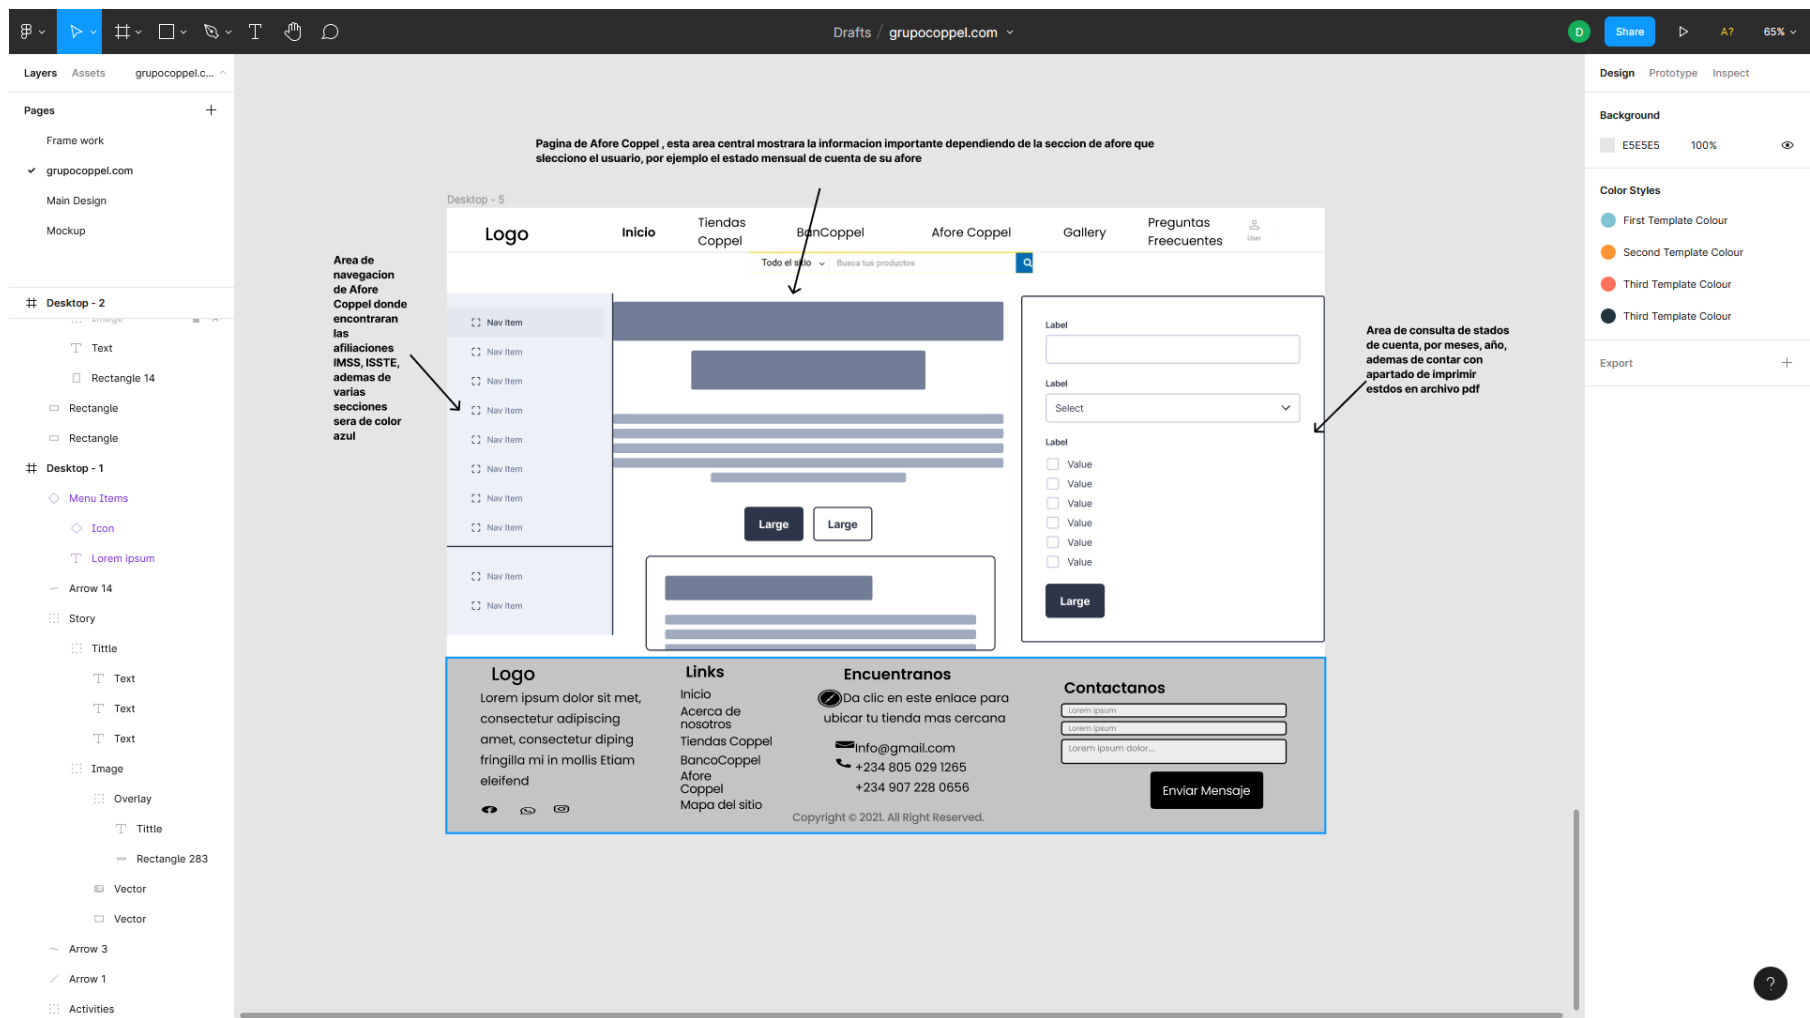 Drafts / grupocoppel.com
D
Share
A?
65%
Layers
Assets
grupocoppel.c...
Pages
Frame work
grupocoppel.com
Main Design
Mockup
Desktop - 2
Image
Text
Rectangle 14
Rectangle
Rectangle
Desktop - 1
Menu Items
Icon
Lorem ipsum
Arrow 14
Story
Tittle
Text
Text
Text
Image
Overlay
Tittle
Rectangle 283
Vector
Vector
Arrow 3
Arrow 1
Activities
Pagina de Afore Coppel , esta area central mostrara la informacion importante dependiendo de la seccion de afore que
slecciono el usuario, por ejemplo el estado mensual de cuenta de su afore
Desktop - 5
Logo
Inicio
Tiendas
Coppel
BanCoppel
Afore Coppel
Gallery
Preguntas
Freecuentes
User
Todo el sitio
Busca tus productos
Area de
navegacion
de Afore
Coppel donde
encontraran
las
afiliaciones
IMSS, ISSTE,
ademas de
varias
secciones
sera de color
azul
Nav Item
Nav Item
Nav Item
Nav Item
Nav Item
Nav Item
Nav Item
Nav Item
Nav Item
Nav Item
Large
Large
Label
Label
Select
Label
Value
Value
Value
Value
Value
Value
Large
Area de consulta de stados
de cuenta, por meses, año,
ademas de contar con
apartado de imprimir
estdos en archivo pdf
Logo
Lorem ipsum dolor sit met,
consectetur adipiscing
amet, consectetur diping
fringilla mi in mollis Etiam
eleifend
Links
Inicio
Acerca de
nosotros
Tiendas Coppel
BancoCoppel
Afore
Coppel
Mapa del sitio
Encuentranos
Da clic en este enlace para
ubicar tu tienda mas cercana
Info@gmail.com
+234 805 029 1265
+234 907 228 0656
Copyright © 2021. All Right Reserved.
Contactanos
Lorem ipsum
Lorem ipsum
Lorem ipsum dolor...
Enviar Mensaje
Design
Prototype
Inspect
Background
E5E5E5
100%
Color Styles
First Template Colour
Second Template Colour
Third Template Colour
Third Template Colour
Export
?